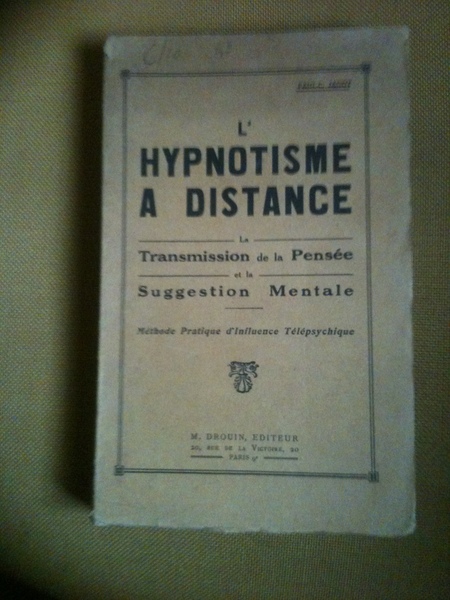 L'
HYPNOTISME
A DISTANCE
La
Transmission de la Pensée
et la
Suggestion Mentale
Méthode Pratique d'Influence Télépsychique
M. DROUIN, EDITEUR
20, RUE DE LA VICTOIRE, 20
PARIS 9e